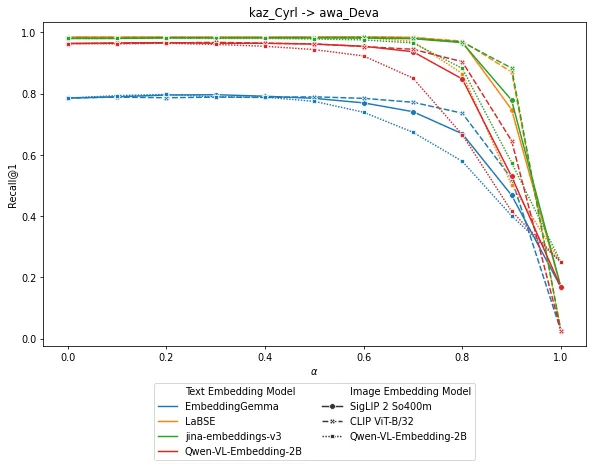 kaz_Cyrl -> awa_Deva
Recall@1
1.0
0.8
0.6
0.4
0.2
0.0
0.0 0.2 0.4 0.6 0.8 1.0
α
Text Embedding Model Image Embedding Model
EmbeddingGemma SigLIP 2 So400m
LaBSE CLIP ViT-B/32
jina-embeddings-v3 Qwen-VL-Embedding-2B
Qwen-VL-Embedding-2B